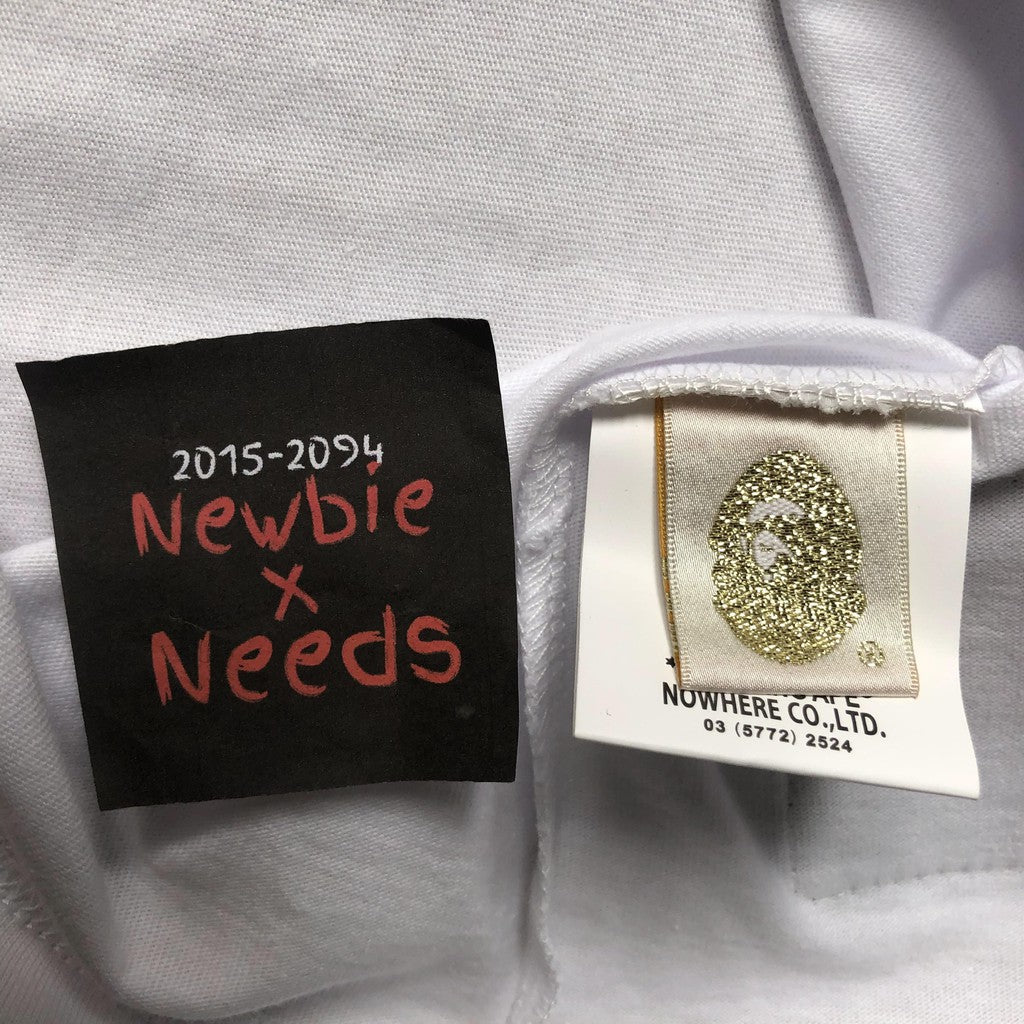 2015-2094
Newbie
x
Needs
NOWHERE CO.,LTD.
03 (5772) 2524